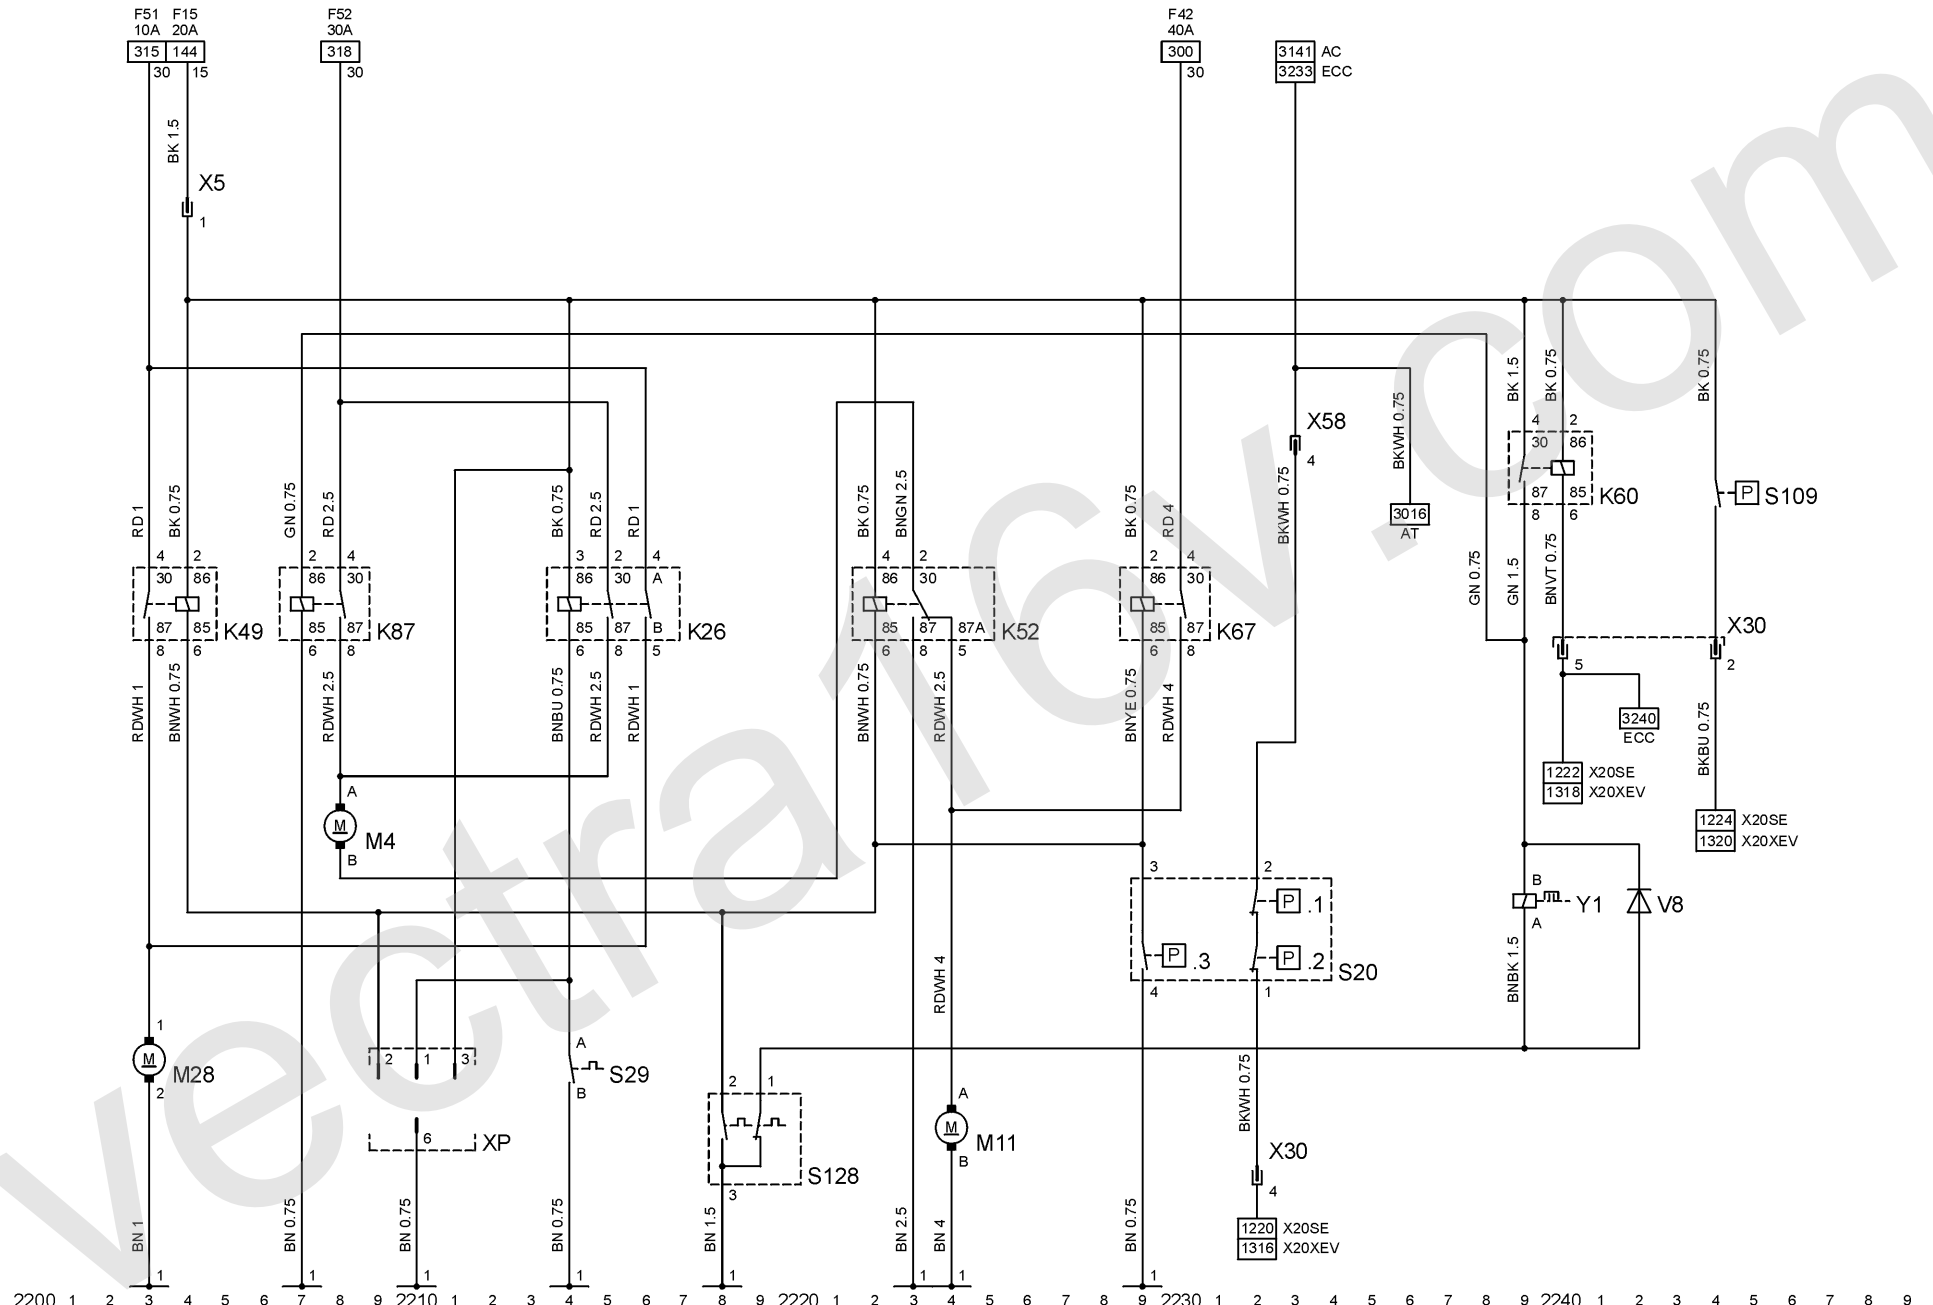 F51 F15 F52 F42
10A 20A 30A 40A
315 144 318 300 3141 AC
3233 ECC
30 15 30 30
BK 1.5
X5
1
BK 1.5 BK 0.75 BK 0.75
BKWH 0.75
X58
4
4 2
30 86
87 85
K60
8 6
P S109
3016
AT
RD 1 BK 0.75 GN 0.75 RD 2.5 BK 0.75 RD 2.5 RD 1 BK 0.75 BNGN 2.5 BK 0.75 RD 4 BKWH 0.75
GN 0.75 GN 1.5 BNVT 0.75
4 2 2 4 3 2 4 4 2 2 4
30 86 86 30 86 30 A 86 30 86 30
87 85 K49 85 87 K87 85 87 B K26 85 87 87A K52 85 87 K67
8 6 6 8 6 8 5 6 8 5 6 8
X30
5 2
RDWH 1 BNWH 0.75 RDWH 2.5 BNBU 0.75 RDWH 2.5 RDWH 1 BNWH 0.75 RDWH 2.5 BNYE 0.75 RDWH 4
3240
ECC
BKBU 0.75
1222 X20SE
1318 X20XEV
A
M M4
B
1224 X20SE
1320 X20XEV
3 2
P .1
P .3 P .2 S20
4 1
B
Y1 V8
A
BNBK 1.5
RDWH 4
1
M M28
2
2 1 3
6 XP
A
S29
B
2 1
S128
3
A
M M11
B
BKWH 0.75
X30
4
1220 X20SE
1316 X20XEV
BN 1 BN 0.75 BN 0.75 BN 0.75 BN 1.5 BN 2.5 BN 4 BN 0.75
1 1 1 1 1 1 1 1
2200 1 2 3 4 5 6 7 8 9 2210 1 2 3 4 5 6 7 8 9 2220 1 2 3 4 5 6 7 8 9 2230 1 2 3 4 5 6 7 8 9 2240 1 2 3 4 5 6 7 8 9
vectra16v.com